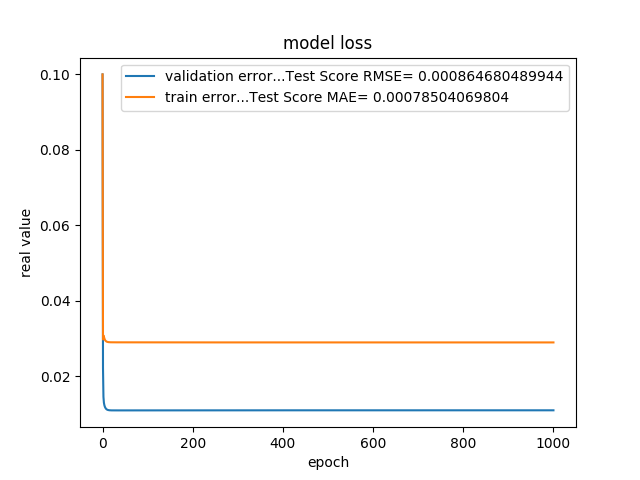 model loss
validation error...Test Score RMSE= 0.000864680489944
train error...Test Score MAE= 0.00078504069804
real value
0.10
0.08
0.06
0.04
0.02
0
200
400
600
800
1000
epoch